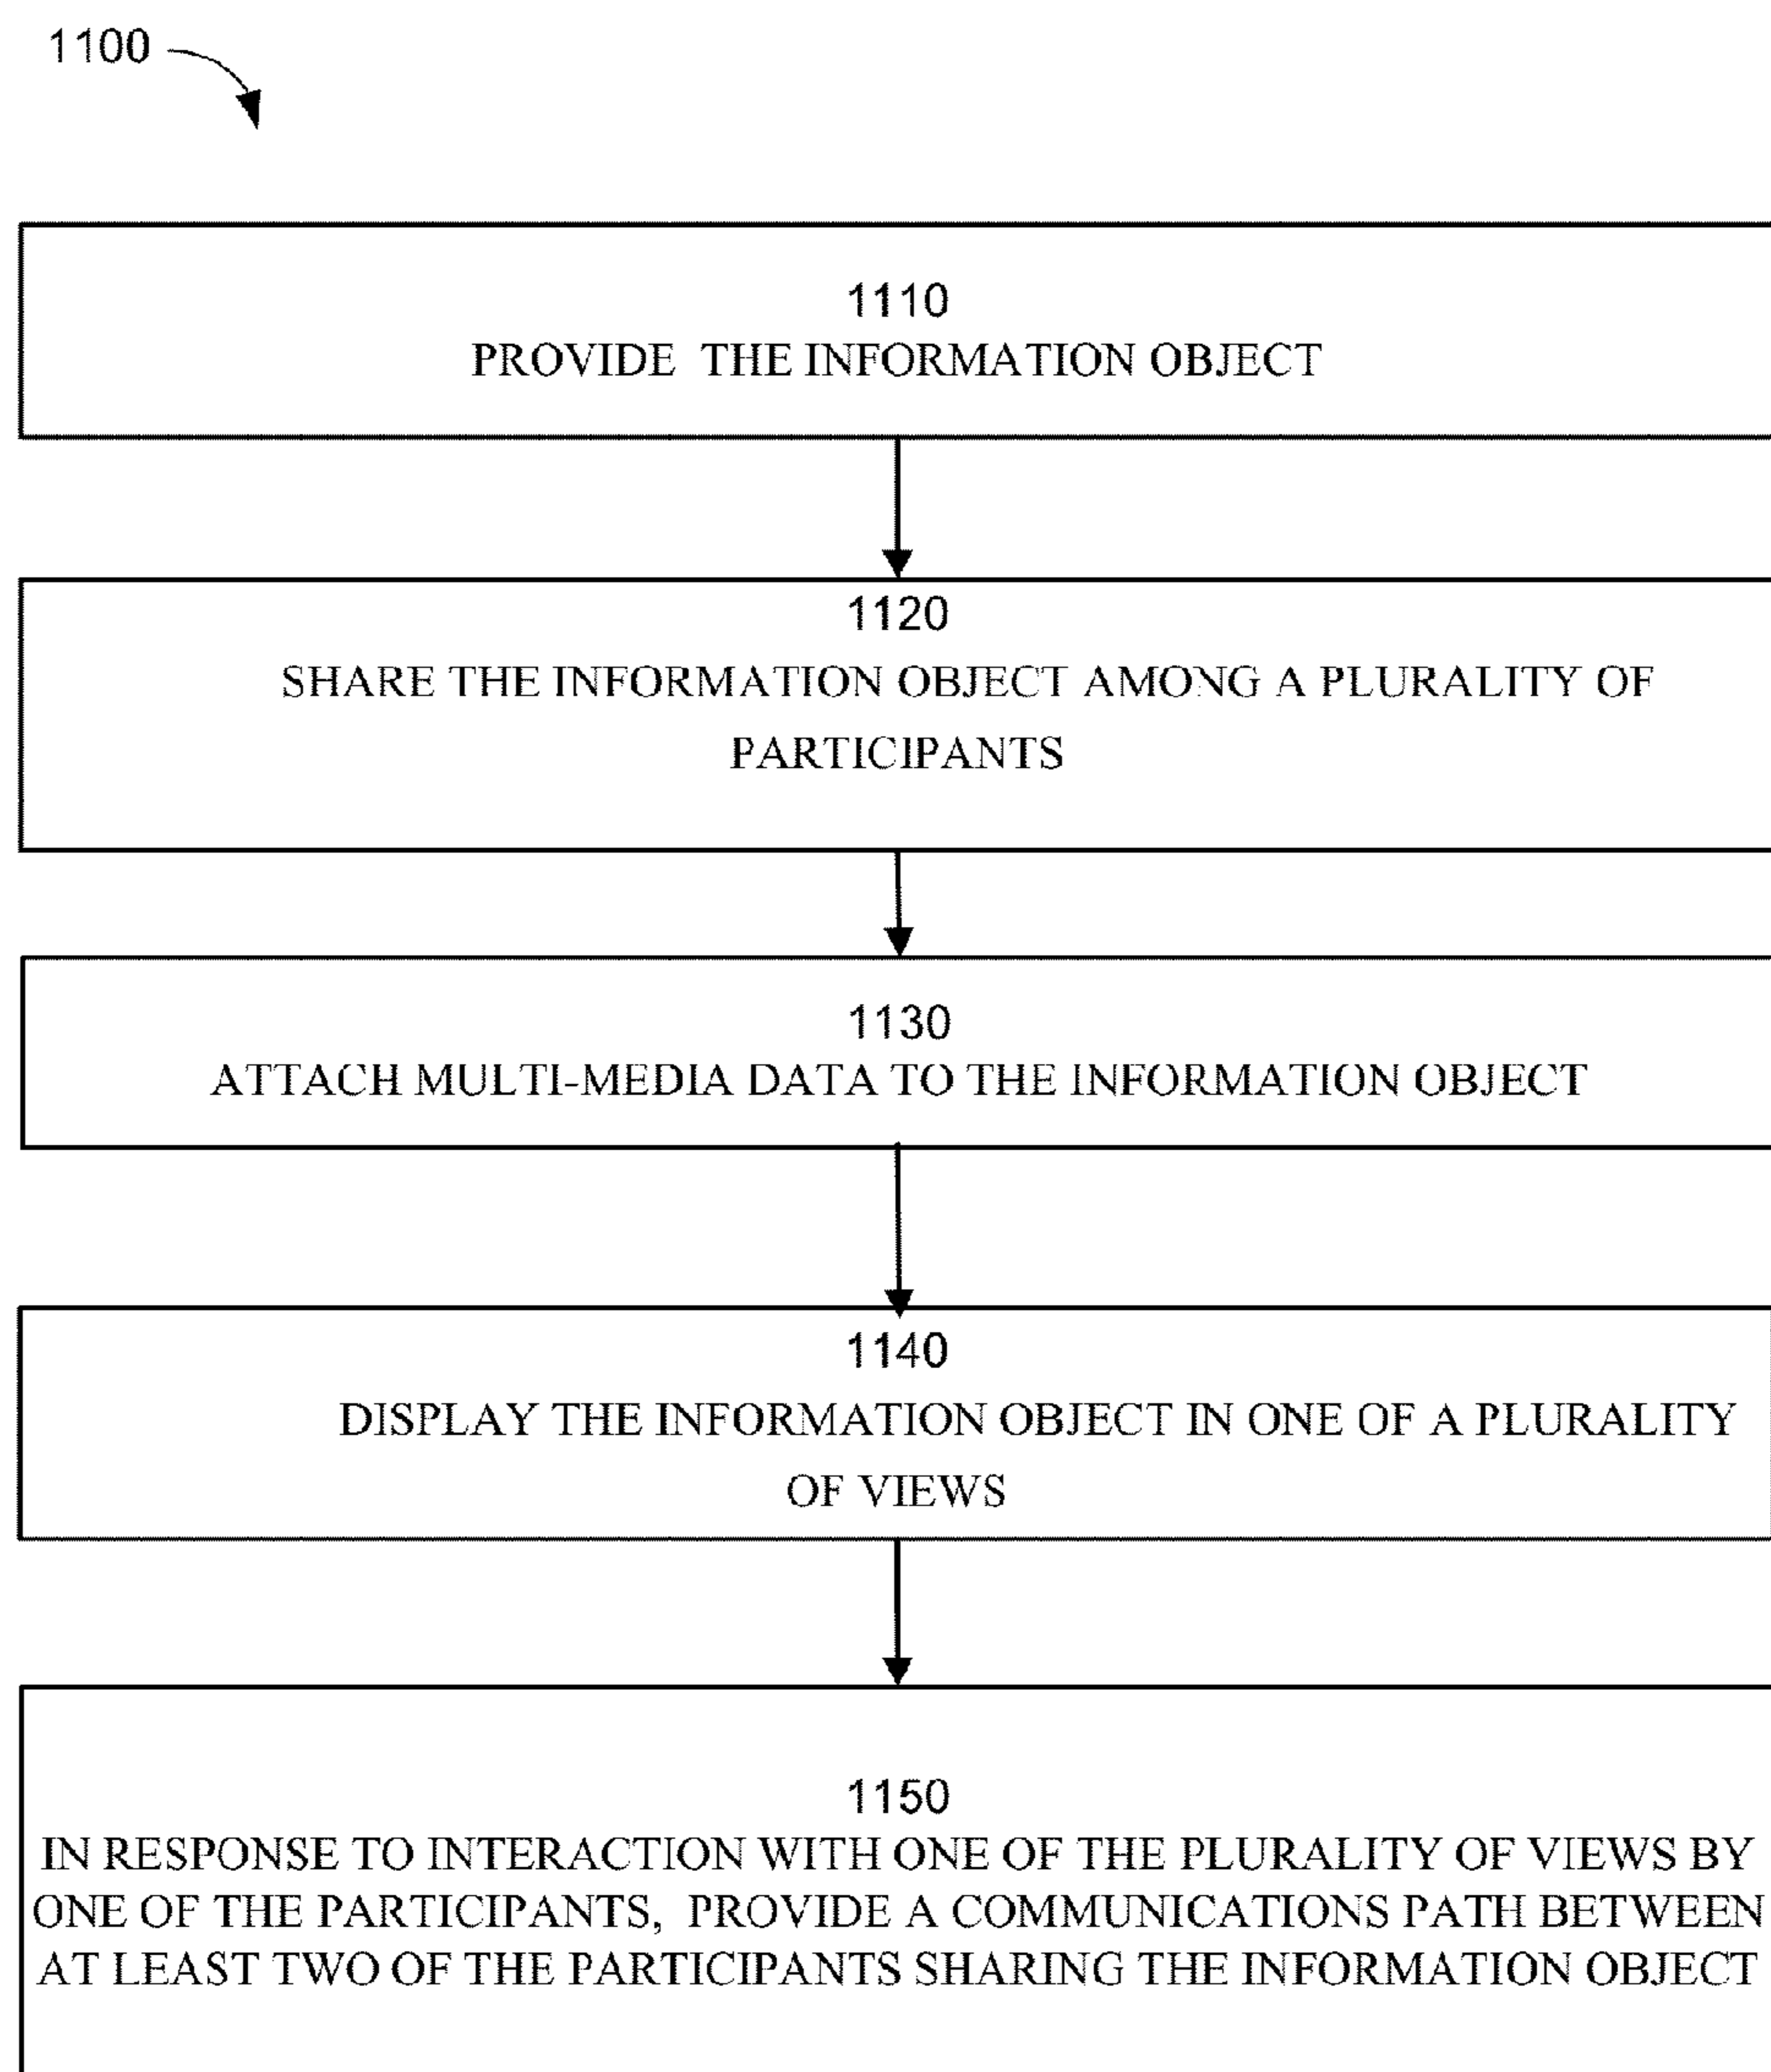 1100
1110
PROVIDE THE INFORMATION OBJECT
1120
SHARE THE INFORMATION OBJECT AMONG A PLURALITY OF
PARTICIPANTS
1130
ATTACH MULTI-MEDIA DATA TO THE INFORMATION OBJECT
1140
DISPLAY THE INFORMATION OBJECT IN ONE OF A PLURALITY
OF VIEWS
1150
IN RESPONSE TO INTERACTION WITH ONE OF THE PLURALITY OF VIEWS BY
ONE OF THE PARTICIPANTS, PROVIDE A COMMUNICATIONS PATH BETWEEN
AT LEAST TWO OF THE PARTICIPANTS SHARING THE INFORMATION OBJECT